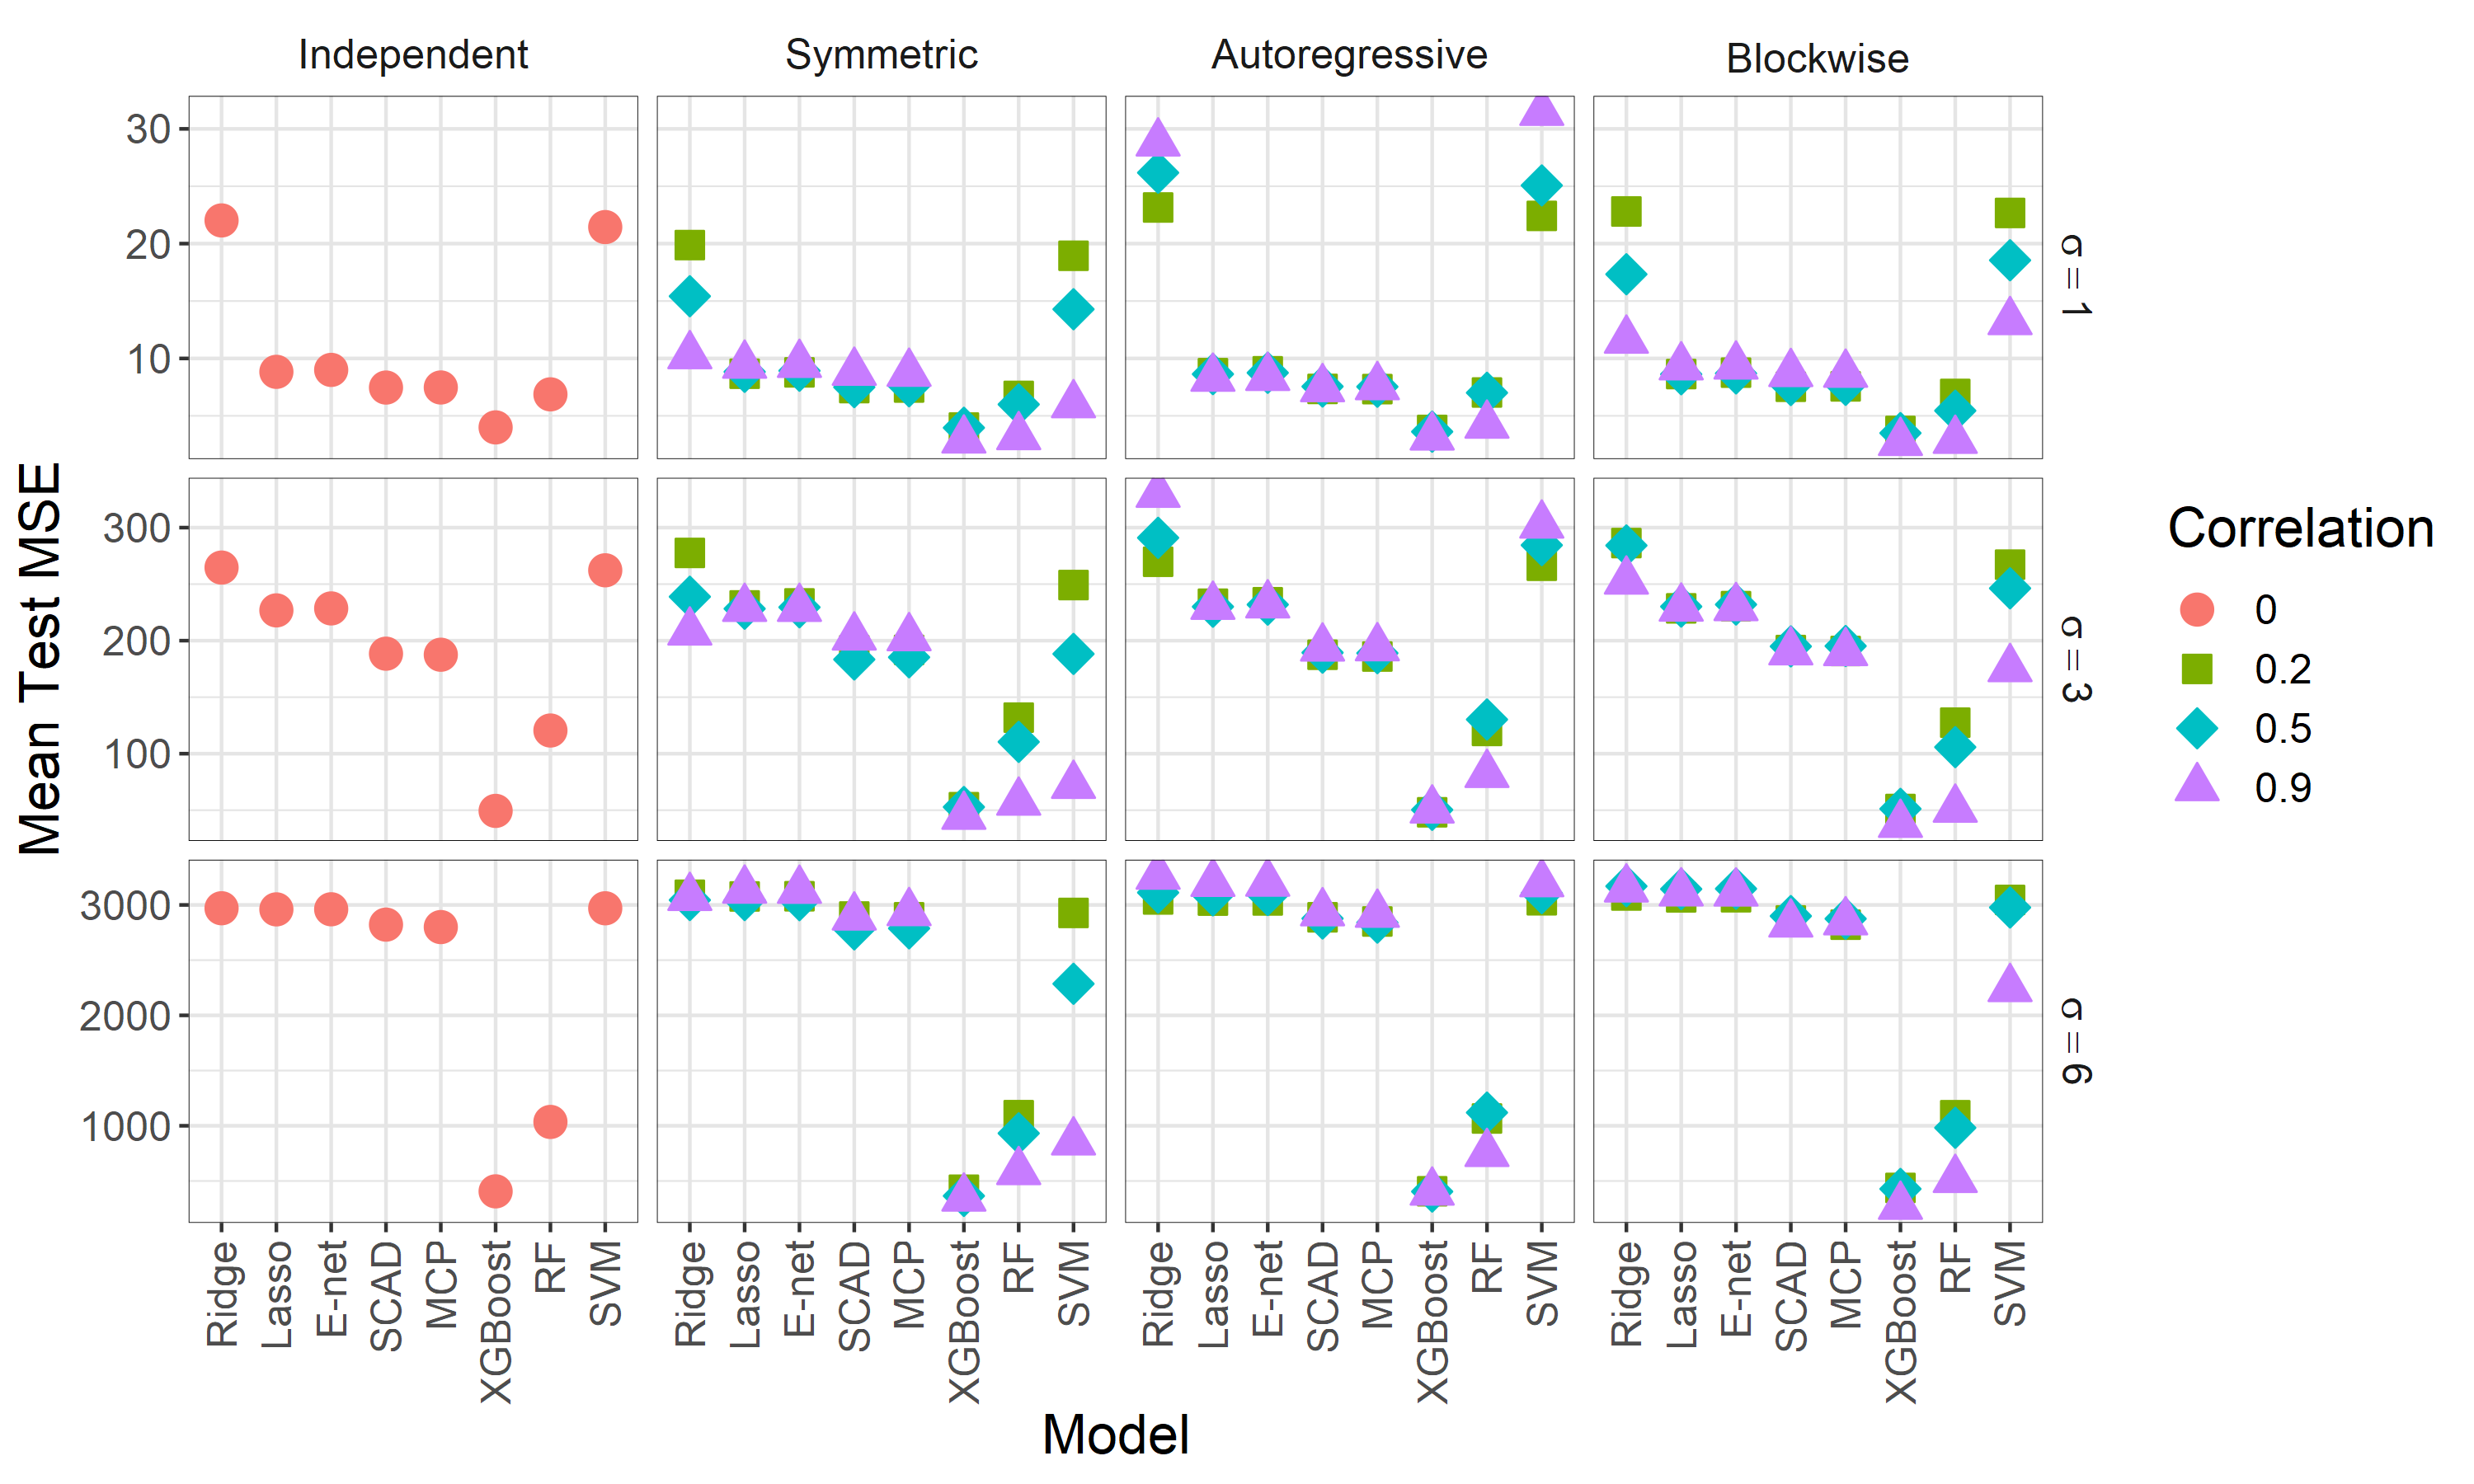 Independent
Symmetric
Autoregressive
Blockwise
Mean Test MSE
30
20
10
σ = 1
300
200
100
σ = 3
3000
2000
1000
σ = 6
Ridge
Lasso
E-net
SCAD
MCP
XGBoost
RF
SVM
Ridge
Lasso
E-net
SCAD
MCP
XGBoost
RF
SVM
Ridge
Lasso
E-net
SCAD
MCP
XGBoost
RF
SVM
Ridge
Lasso
E-net
SCAD
MCP
XGBoost
RF
SVM
Model
Correlation
0
0.2
0.5
0.9